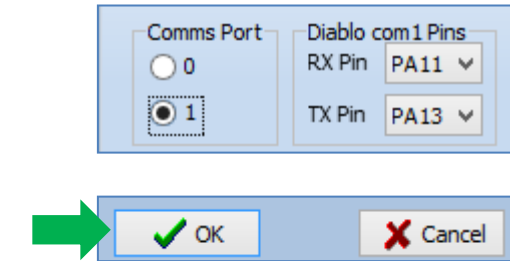 Comms Port
0
1
Diablo com1 Pins
RX Pin PA11
TX Pin PA13
OK Cancel